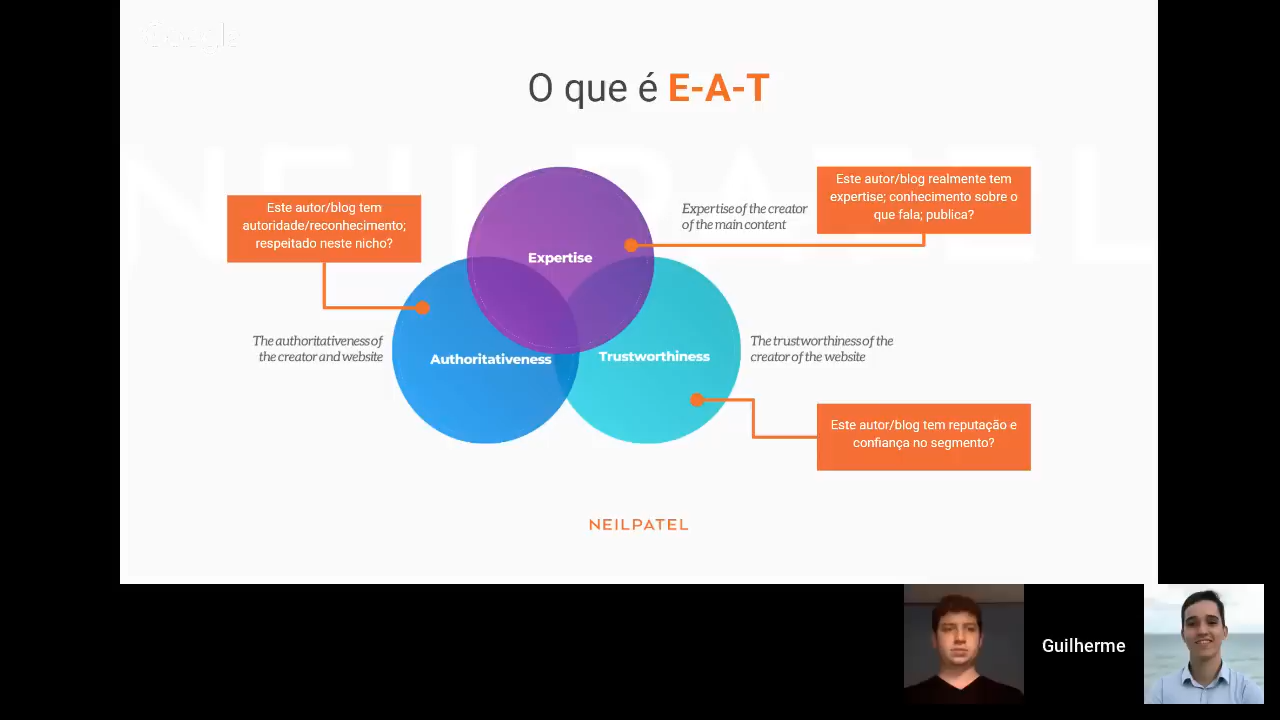 O que é E-A-T
Este autor/blog tem
autoridade/reconhecimento;
respeitado neste nicho?
Expertise of the creator
of the main content
Este autor/blog realmente tem
expertise; conhecimento sobre o
que fala; publica?
Expertise
The authoritativeness of
the creator and website
Authoritativeness
Trustworthiness
The trustworthiness of the
creator of the website
Este autor/blog tem reputação e
confiança no segmento?
NEILPATEL
Guilherme